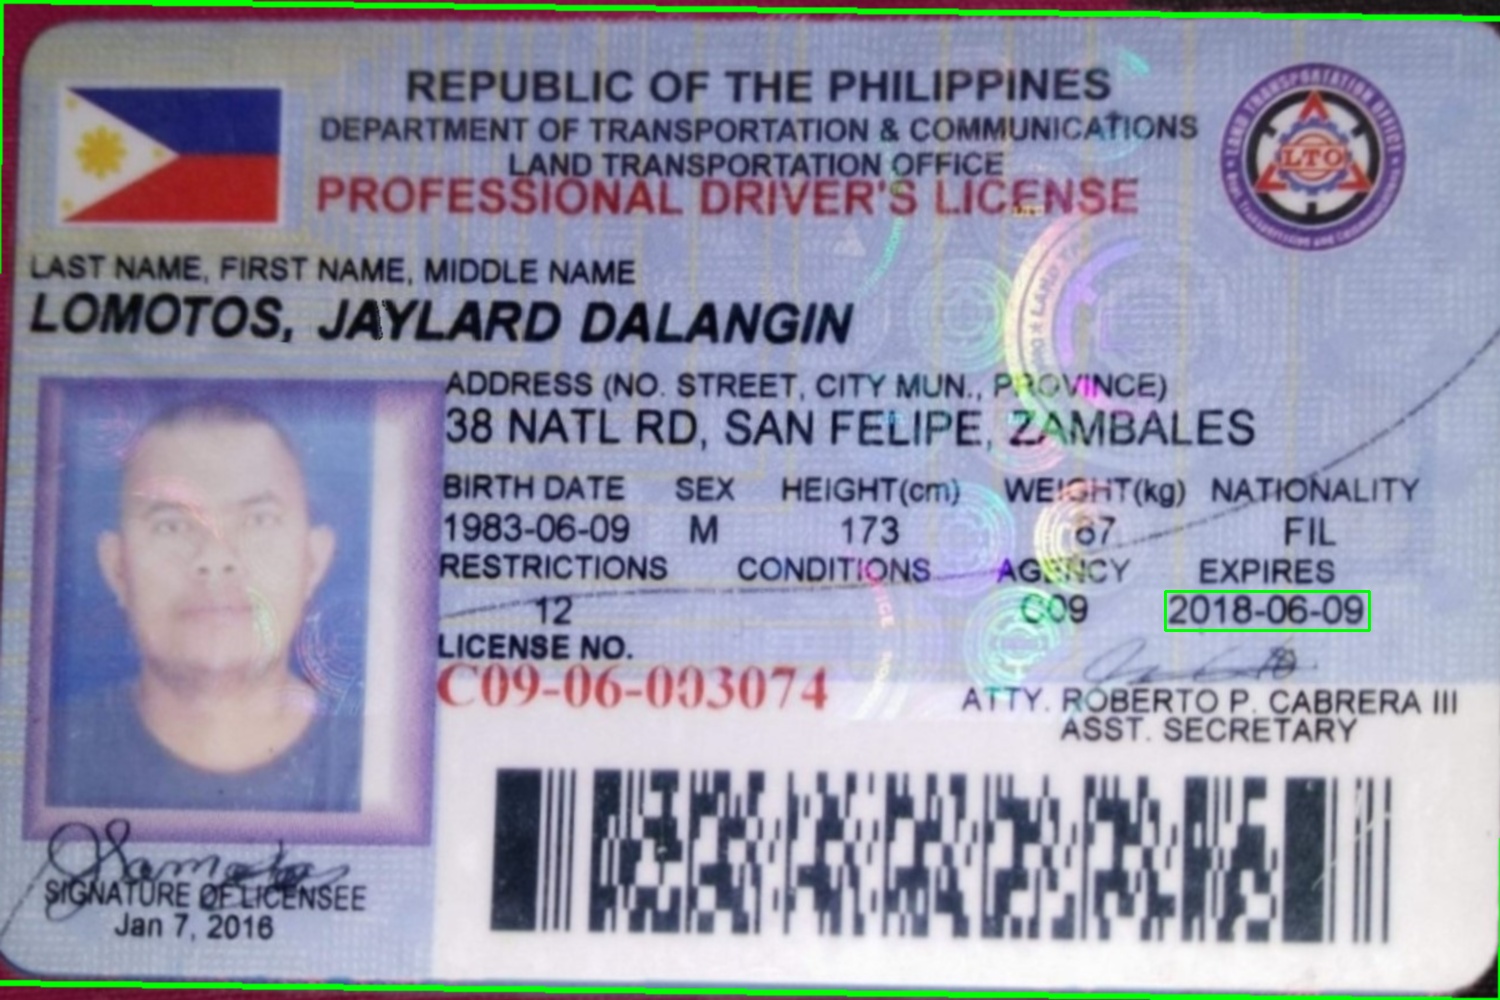 REPUBLIC OF THE PHILIPPINES
DEPARTMENT OF TRANSPORTATION & COMMUNICATIONS
LAND TRANSPORTATION OFFICE
PROFESSIONAL DRIVER'S LICENSE
LTO
LAST NAME, FIRST NAME, MIDDLE NAME
LOMOTOS, JAYLARD DALANGIN
ADDRESS (NO. STREET, CITY MUN., PROVINCE)
38 NATL RD, SAN FELIPE, ZAMBALES
BIRTH DATE SEX HEIGHT(cm) WEIGHT(kg) NATIONALITY
1983-06-09 M 173 67 FIL
RESTRICTIONS CONDITIONS AGENCY EXPIRES
12 C09 2018-06-09
LICENSE NO.
C09-06-003074
ATTY. ROBERTO P. CABRERA III
ASST. SECRETARY
SIGNATURE OF LICENSEE
Jan 7, 2016